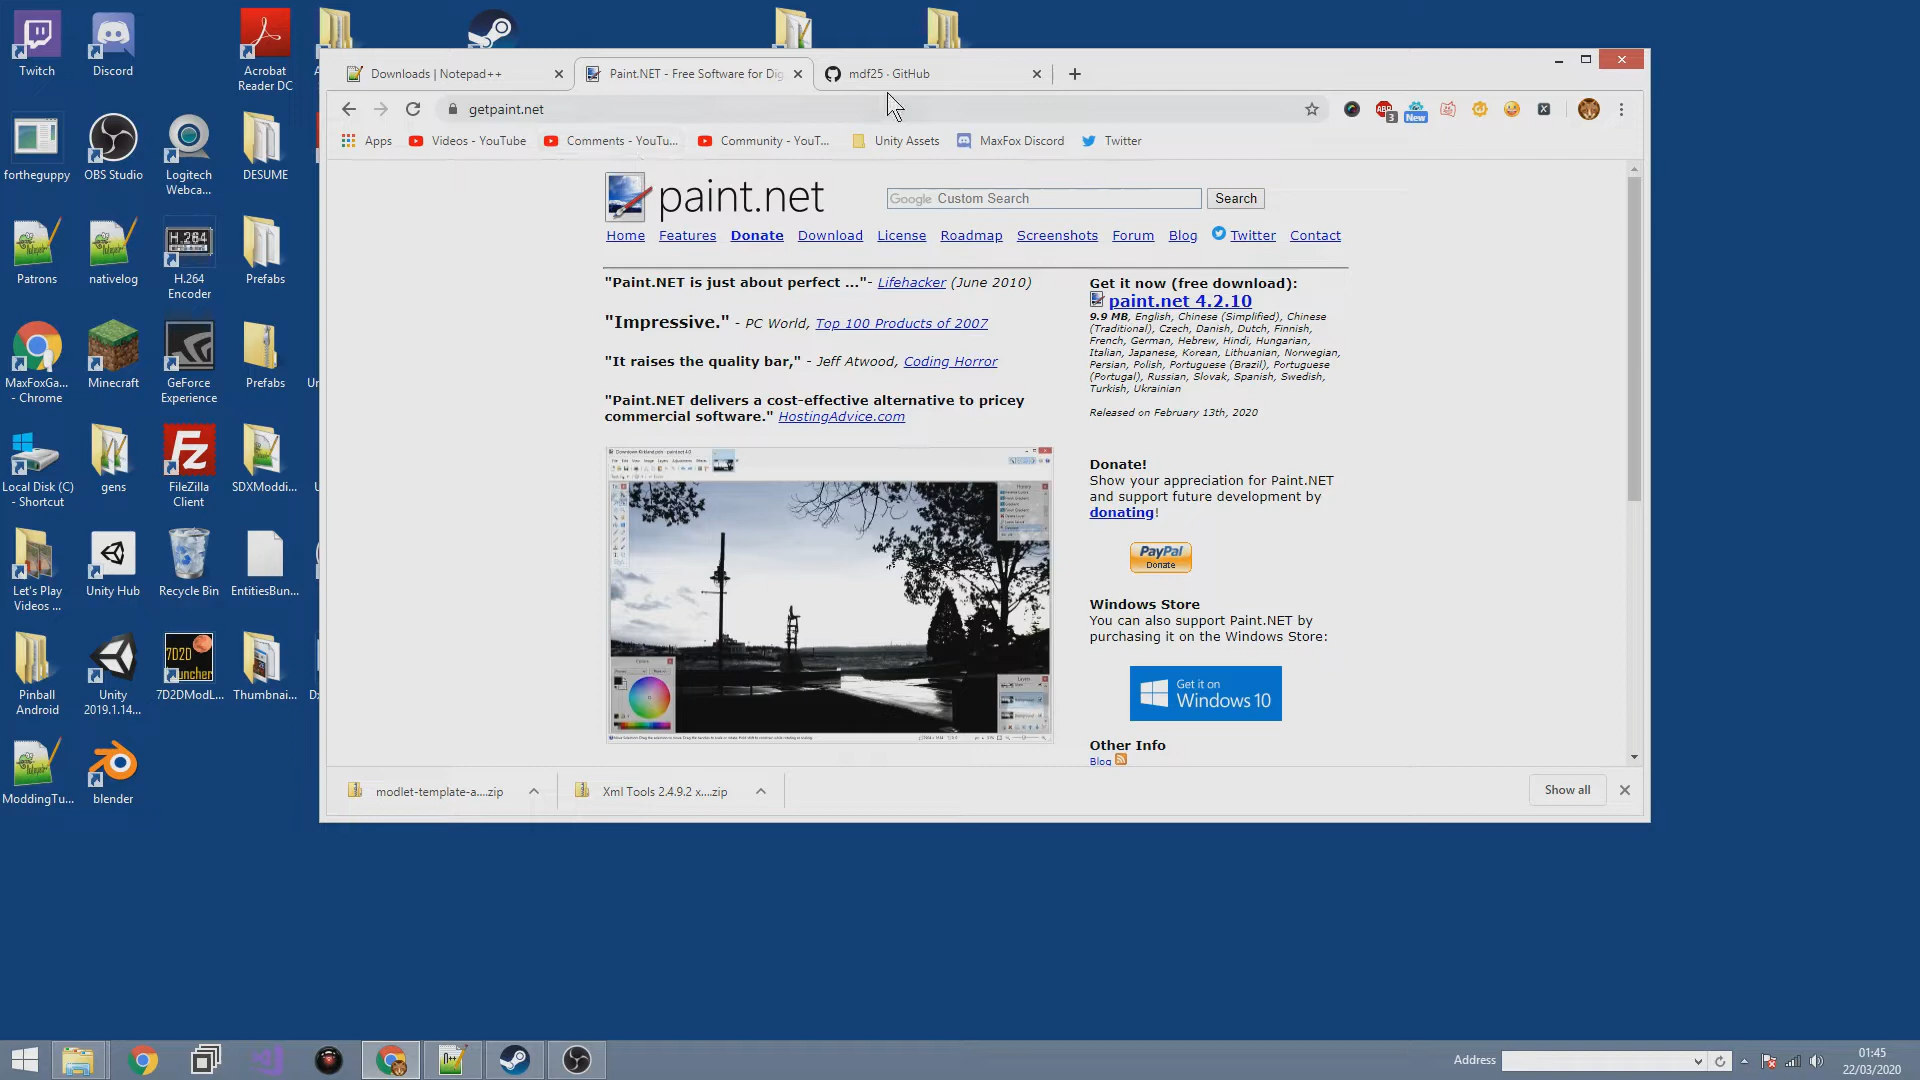 Twitch
Discord
Acrobat
Reader DC
fortheguppy
OBS Studio
Logitech
Webca...
DESUME
Patrons
nativelog
H.264
H.264
Encoder
Prefabs
MaxFoxGa...
- Chrome
Minecraft
GeForce
Experience
Prefabs
Local Disk (C)
- Shortcut
gens
FileZilla
Client
SDXModdi...
Let's Play
Videos ...
Unity Hub
Recycle Bin
EntitiesBun...
Pinball
Android
Unity
2019.1.14...
7D2D
7D2DModL...
Thumbnai...
ModdingTu...
blender
Downloads | Notepad++
Paint.NET - Free Software for Dig
mdf25 · GitHub
getpaint.net
ABP
3
New
Apps
Videos - YouTube
Comments - YouTu...
Community - YouT...
Unity Assets
MaxFox Discord
Twitter
paint.net
Google Custom Search
Search
Home
Features
Donate
Download
License
Roadmap
Screenshots
Forum
Blog
Twitter
Contact
"Paint.NET is just about perfect ..."- Lifehacker (June 2010)
"Impressive." - PC World, Top 100 Products of 2007
"It raises the quality bar," - Jeff Atwood, Coding Horror
"Paint.NET delivers a cost-effective alternative to pricey
commercial software." HostingAdvice.com
Get it now (free download):
paint.net 4.2.10
9.9 MB, English, Chinese (Simplified), Chinese
(Traditional), Czech, Danish, Dutch, Finnish,
French, German, Hebrew, Hindi, Hungarian,
Italian, Japanese, Korean, Lithuanian, Norwegian,
Persian, Polish, Portuguese (Brazil), Portuguese
(Portugal), Russian, Slovak, Spanish, Swedish,
Turkish, Ukrainian
Released on February 13th, 2020
Donate!
Show your appreciation for Paint.NET
and support future development by
donating!
PayPal
Donate
Windows Store
You can also support Paint.NET by
purchasing it on the Windows Store:
Get it on
Windows 10
Other Info
Blog
modlet-template-a....zip
Xml Tools 2.4.9.2 x....zip
Show all
Address
01:45
22/03/2020